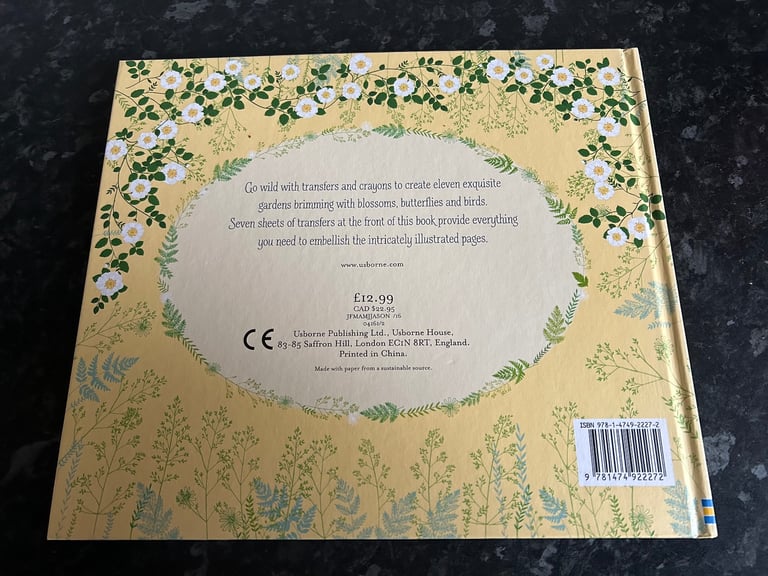 Go wild with transfers and crayons to create eleven exquisite
gardens brimming with blossoms, butterflies and birds.
Seven sheets of transfers at the front of this book provide everything
you need to embellish the intricately illustrated pages.
www.usborne.com
£12.99
CAD $22.95
JFMAMJJASON /16
04161/2
CE
Usborne Publishing Ltd., Usborne House,
83-85 Saffron Hill, London EC1N 8RT, England.
Printed in China.
Made with paper from a sustainable source.
ISBN 978-1-4749-2227-2
9 781474 922272